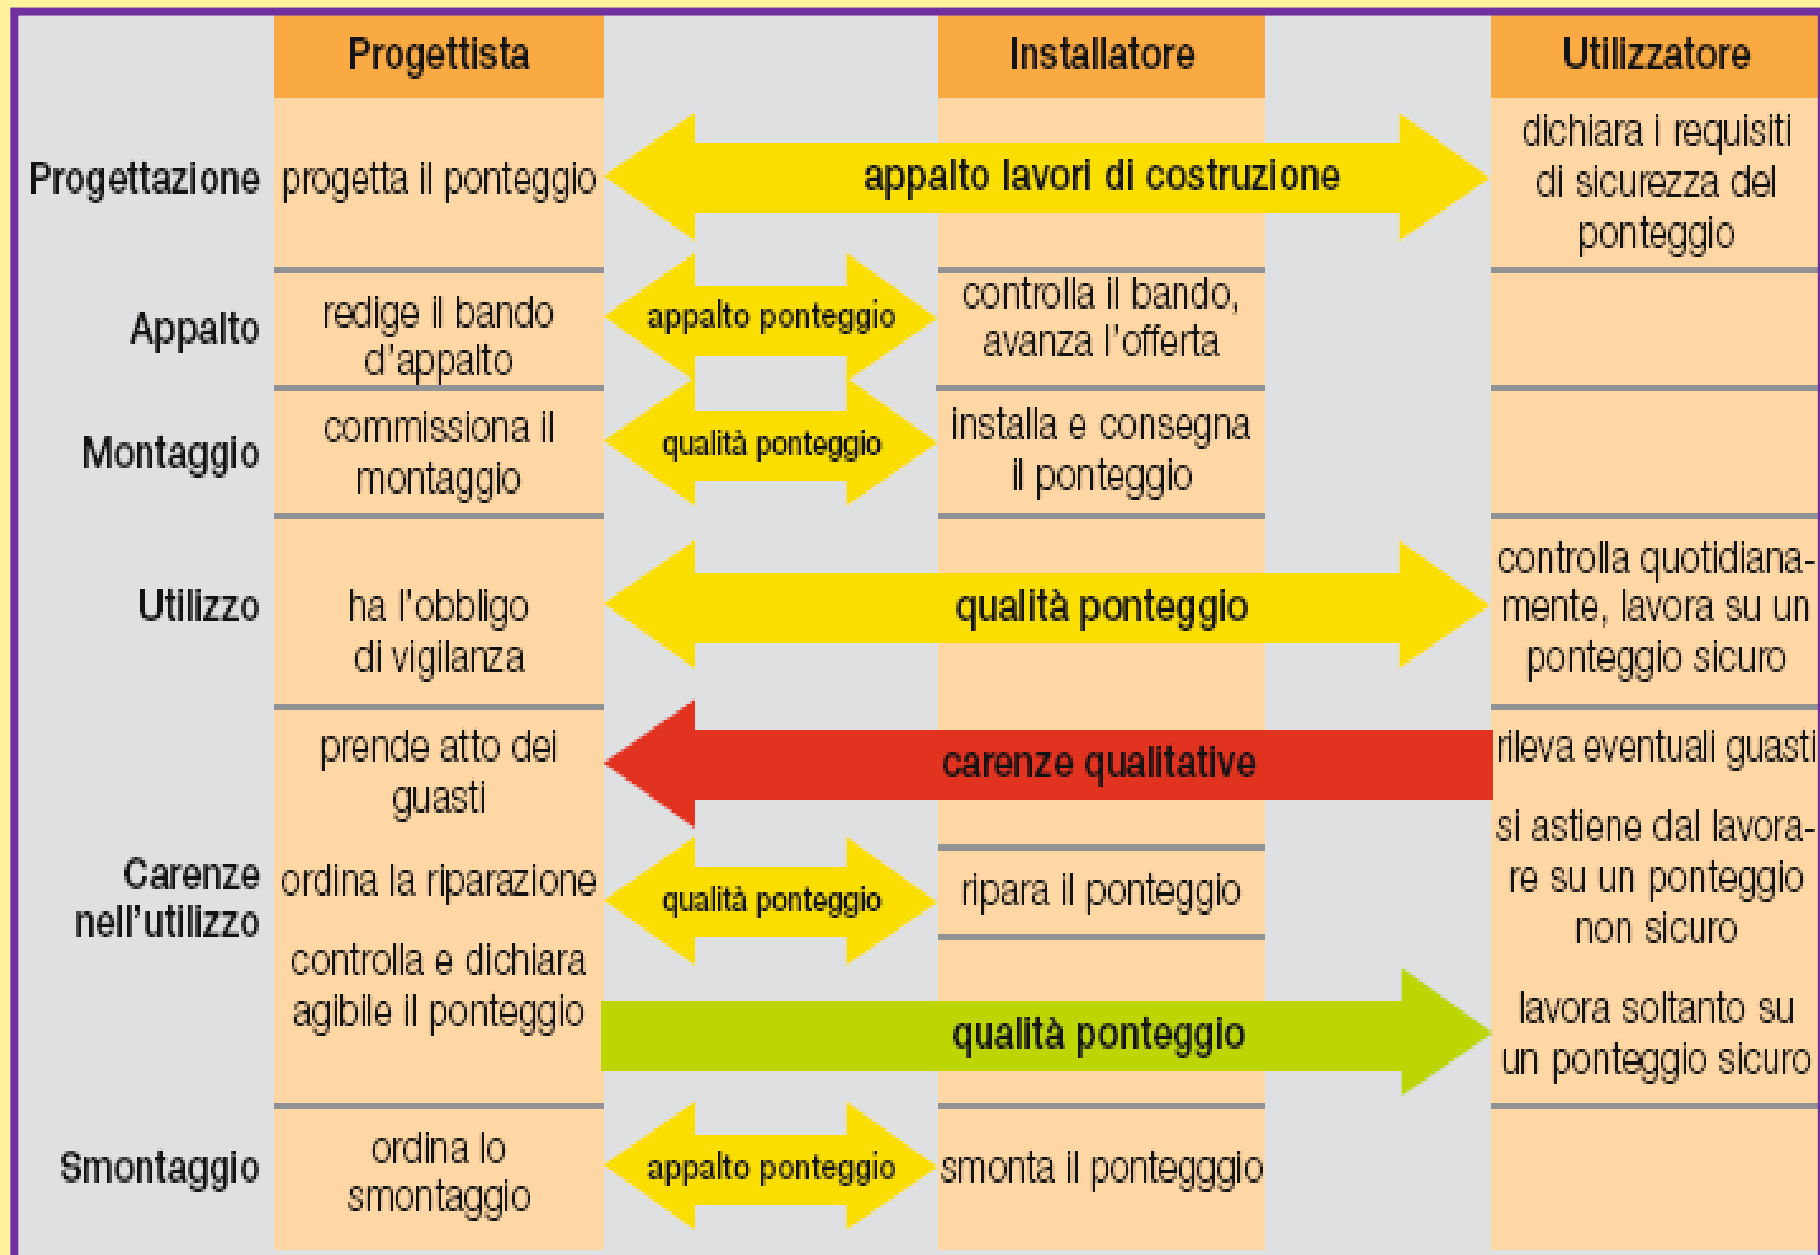 Progettista
Installatore
Utilizzatore
Progettazione
progetta il ponteggio
appalto lavori di costruzione
dichiara i requisiti
di sicurezza del
ponteggio
Appalto
redige il bando
d'appalto
appalto ponteggio
controlla il bando,
avanza l'offerta
Montaggio
commissiona il
montaggio
qualità ponteggio
installa e consegna
il ponteggio
Utilizzo
ha l'obbligo
di vigilanza
qualità ponteggio
controlla quotidiana-
mente, lavora su un
ponteggio sicuro
Carenze
nell'utilizzo
prende atto dei
guasti
carenze qualitative
rileva eventuali guasti
ordina la riparazione
qualità ponteggio
ripara il ponteggio
si astiene dal lavora-
re su un ponteggio
non sicuro
controlla e dichiara
agibile il ponteggio
qualità ponteggio
lavora soltanto su
un ponteggio sicuro
Smontaggio
ordina lo
smontaggio
appalto ponteggio
smonta il pontegggio